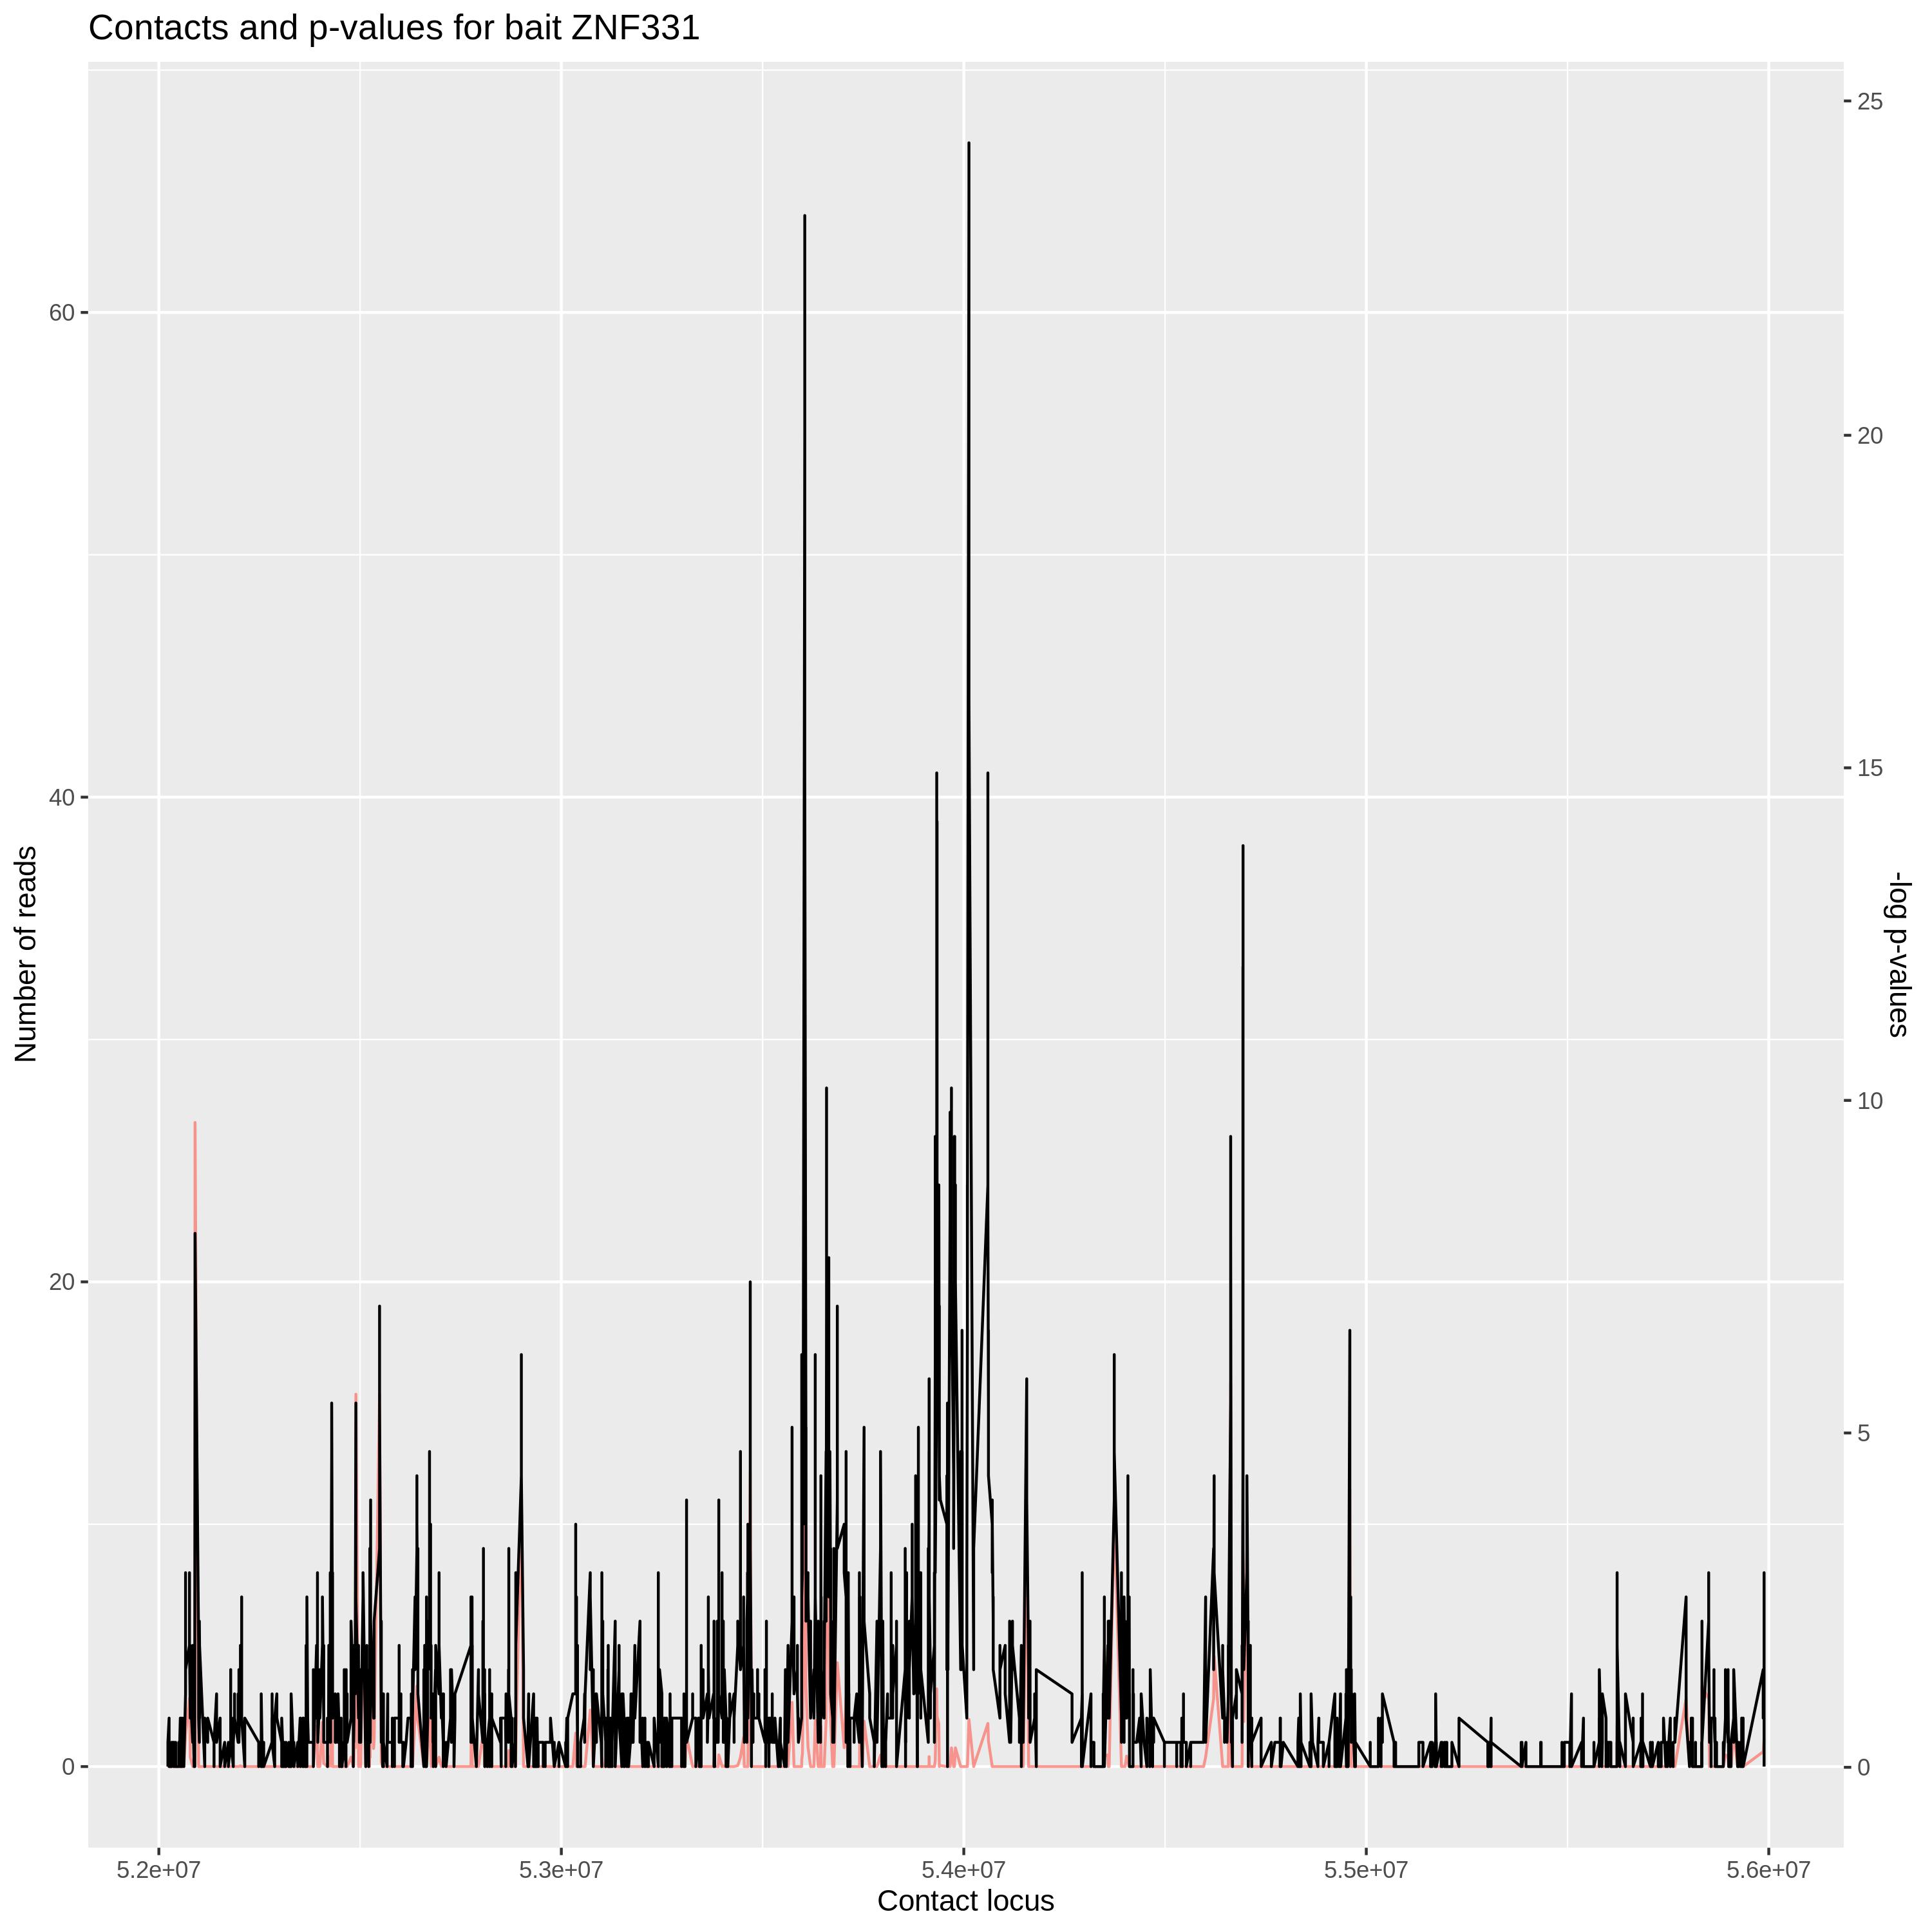 Contacts and p-values for bait ZNF331
Number of reads
60
40
20
0
25
20
15
10
5
0
-log p-values
5.2e+07
5.3e+07
5.4e+07
5.5e+07
5.6e+07
Contact locus